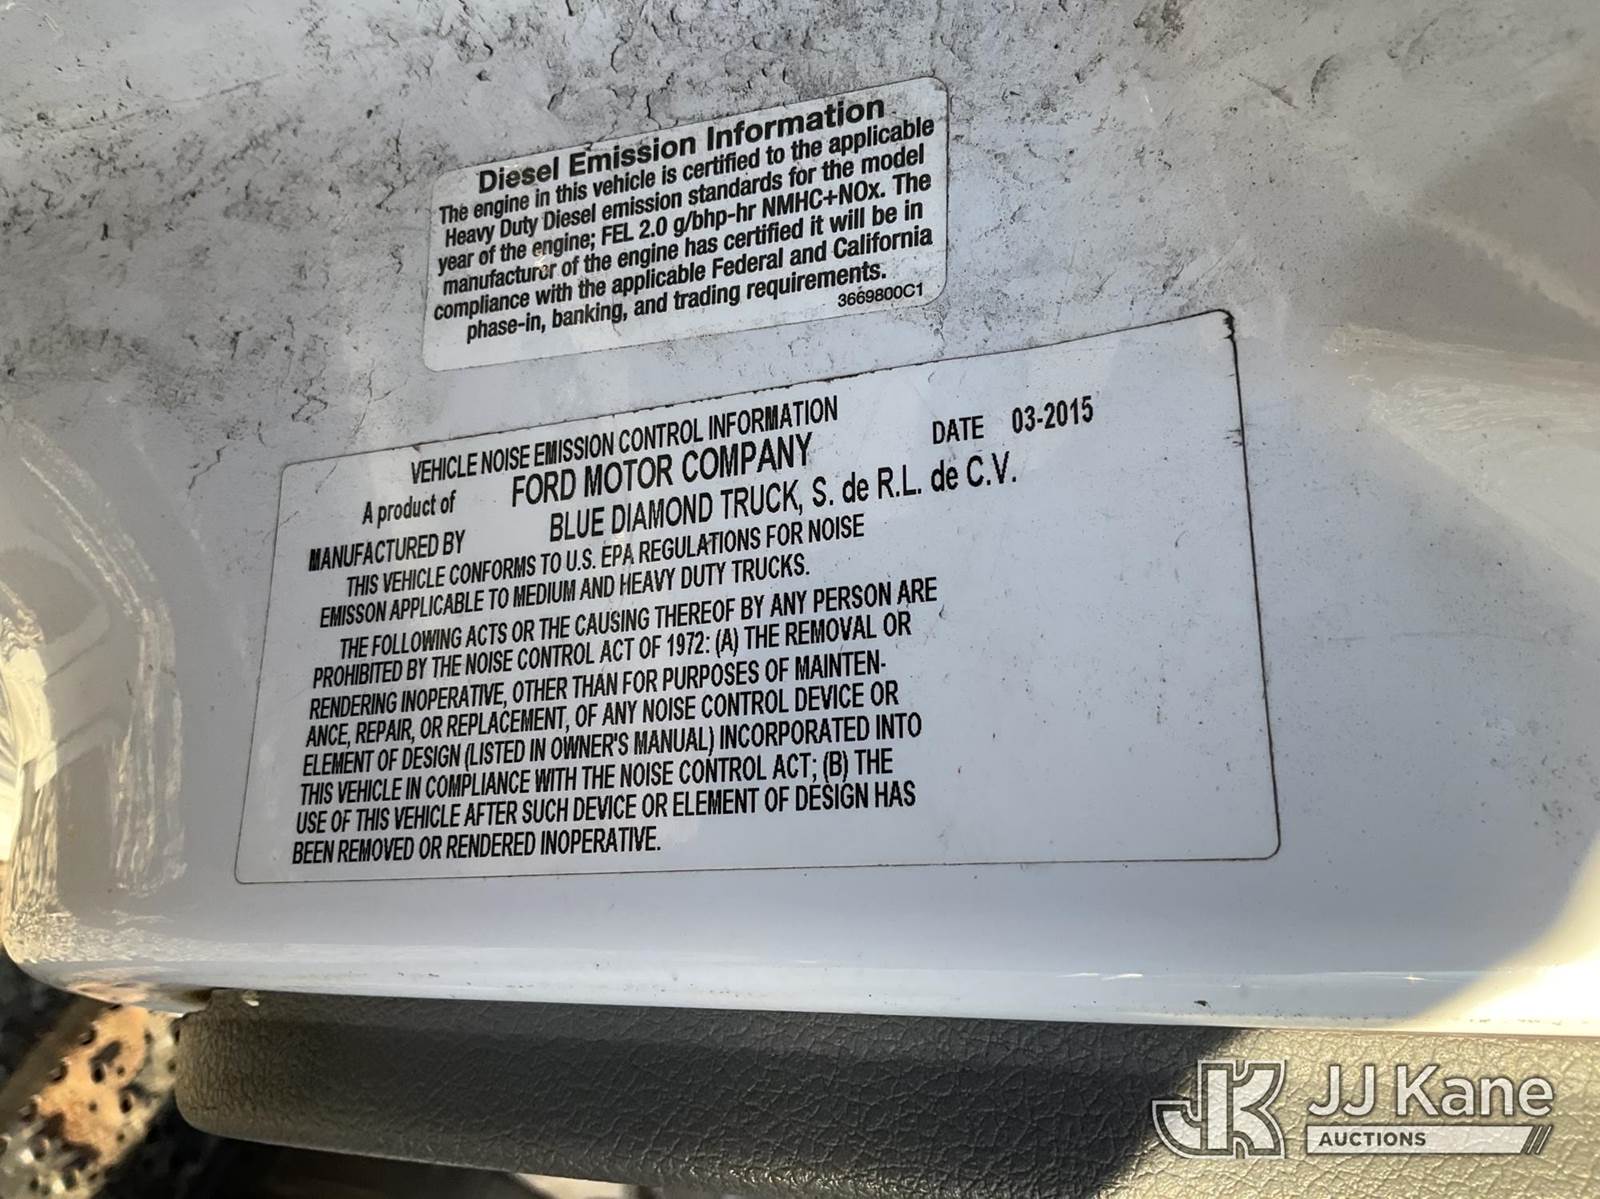 Diesel Emission Information
The engine in this vehicle is certified to the applicable
Heavy Duty Diesel emission standards for the model
year of the engine; FEL 2.0 g/bhp-hr NMHC+NOx. The
manufacturer of the engine has certified it will be in
compliance with the applicable Federal and California
phase-in, banking, and trading requirements.
3669800C1
VEHICLE NOISE EMISSION CONTROL INFORMATION
A product of FORD MOTOR COMPANY DATE 03-2015
MANUFACTURED BY BLUE DIAMOND TRUCK, S. de R.L. de C.V.
THIS VEHICLE CONFORMS TO U.S. EPA REGULATIONS FOR NOISE
EMISSON APPLICABLE TO MEDIUM AND HEAVY DUTY TRUCKS.
THE FOLLOWING ACTS OR THE CAUSING THEREOF BY ANY PERSON ARE
PROHIBITED BY THE NOISE CONTROL ACT OF 1972: (A) THE REMOVAL OR
RENDERING INOPERATIVE, OTHER THAN FOR PURPOSES OF MAINTEN-
ANCE, REPAIR, OR REPLACEMENT, OF ANY NOISE CONTROL DEVICE OR
ELEMENT OF DESIGN (LISTED IN OWNER'S MANUAL) INCORPORATED INTO
THIS VEHICLE IN COMPLIANCE WITH THE NOISE CONTROL ACT; (B) THE
USE OF THIS VEHICLE AFTER SUCH DEVICE OR ELEMENT OF DESIGN HAS
BEEN REMOVED OR RENDERED INOPERATIVE.
JK JJ Kane
AUCTIONS